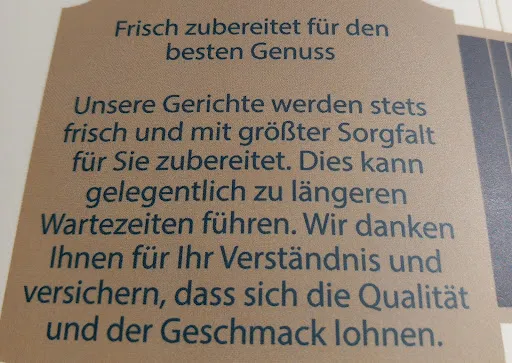 Frisch zubereitet für den
besten Genuss
Unsere Gerichte werden stets
frisch und mit größter Sorgfalt
für Sie zubereitet. Dies kann
gelegentlich zu längeren
Wartezeiten führen. Wir danken
Ihnen für Ihr Verständnis und
versichern, dass sich die Qualität
und der Geschmack lohnen.